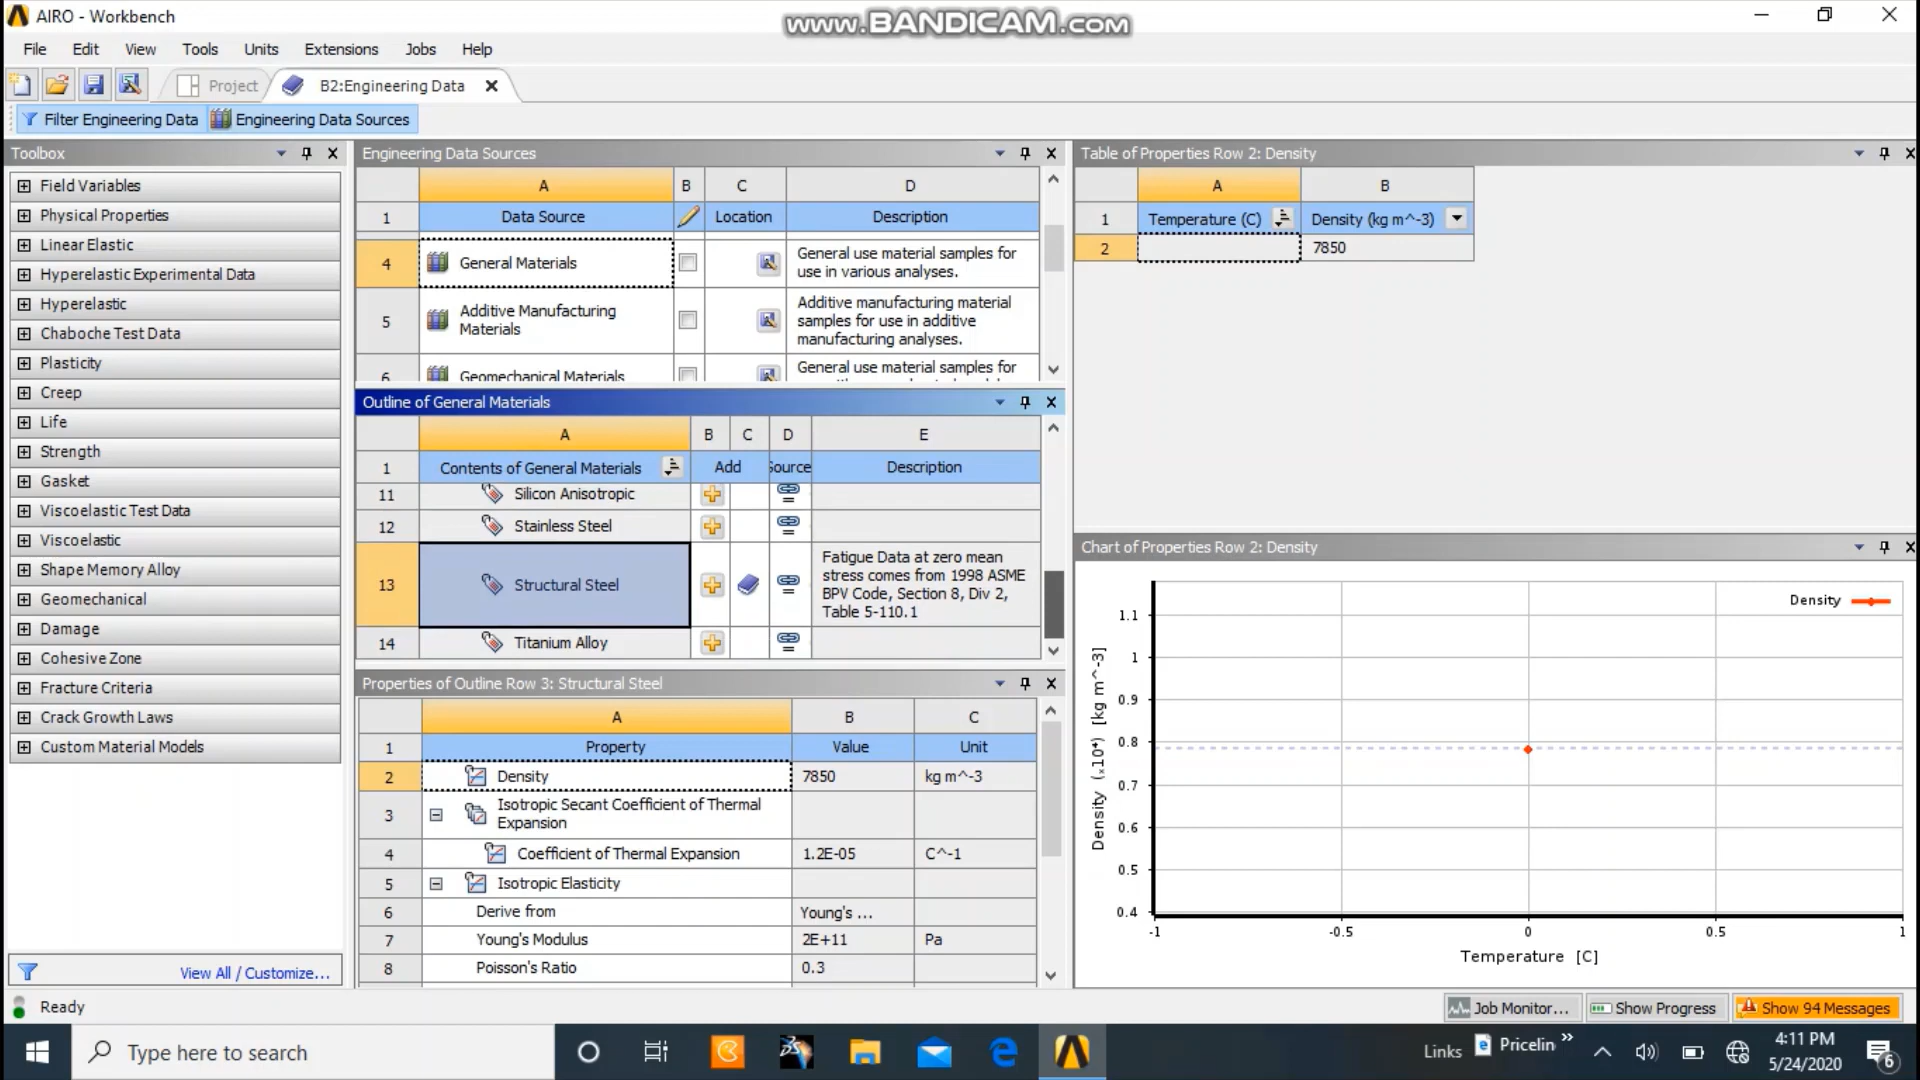 AIRO - Workbench
www.BANDICAM.com
File Edit View Tools Units Extensions Jobs Help
Project B2:Engineering Data
Filter Engineering Data Engineering Data Sources
Toolbox
Field Variables
Physical Properties
Linear Elastic
Hyperelastic Experimental Data
Hyperelastic
Chaboche Test Data
Plasticity
Creep
Life
Strength
Gasket
Viscoelastic Test Data
Viscoelastic
Shape Memory Alloy
Geomechanical
Damage
Cohesive Zone
Fracture Criteria
Crack Growth Laws
Custom Material Models
View All / Customize...
Engineering Data Sources
A B C D
1 Data Source Location Description
4 General Materials General use material samples for
use in various analyses.
5 Additive Manufacturing
Materials
Additive manufacturing material
samples for use in additive
manufacturing analyses.
6 Geomechanical Materials General use material samples for
Outline of General Materials
A B C D E
1 Contents of General Materials Add Source Description
11 Silicon Anisotropic
12 Stainless Steel
13 Structural Steel
Fatigue Data at zero mean
stress comes from 1998 ASME
BPV Code, Section 8, Div 2,
Table 5-110.1
14 Titanium Alloy
Properties of Outline Row 3: Structural Steel
A B C
1 Property Value Unit
2 Density 7850 kg m^-3
3 Isotropic Secant Coefficient of Thermal
Expansion
4 Coefficient of Thermal Expansion 1.2E-05 C^-1
5 Isotropic Elasticity
6 Derive from Young's ...
7 Young's Modulus 2E+11 Pa
8 Poisson's Ratio 0.3
Table of Properties Row 2: Density
A B
1 Temperature (C) Density (kg m^-3)
2 7850
Chart of Properties Row 2: Density
Density
1.1
1
0.9
0.8
0.7
0.6
0.5
0.4
Density (x10⁴) [kg m^-3]
-1 -0.5 0 0.5 1
Temperature [C]
Ready
Job Monitor... Show Progress Show 94 Messages
Type here to search
Links Pricelin »
4:11 PM
5/24/2020
6